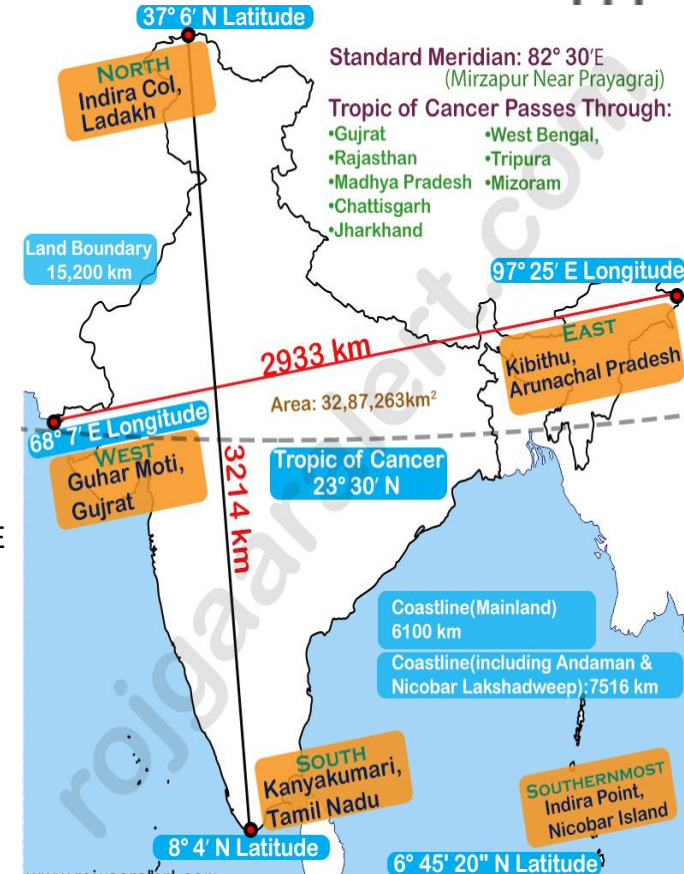 37° 6′ N Latitude
NORTH
Indira Col,
Ladakh
Standard Meridian: 82° 30′E
(Mirzapur Near Prayagraj)
Tropic of Cancer Passes Through:
•Gujrat
•Rajasthan
•Madhya Pradesh
•Chattisgarh
•Jharkhand
•West Bengal,
•Tripura
•Mizoram
Land Boundary
15,200 km
97° 25′ E Longitude
EAST
Kibithu,
Arunachal Pradesh
2933 km
Area: 32,87,263km²
68° 7′ E Longitude
WEST
Guhar Moti,
Gujrat
Tropic of Cancer
23° 30′ N
3214 km
E
Coastline(Mainland)
6100 km
Coastline(including Andaman &
Nicobar Lakshadweep):7516 km
SOUTH
Kanyakumari,
Tamil Nadu
SOUTHERNMOST
Indira Point,
Nicobar Island
8° 4′ N Latitude
6° 45' 20" N Latitude
rojgaaralert.com